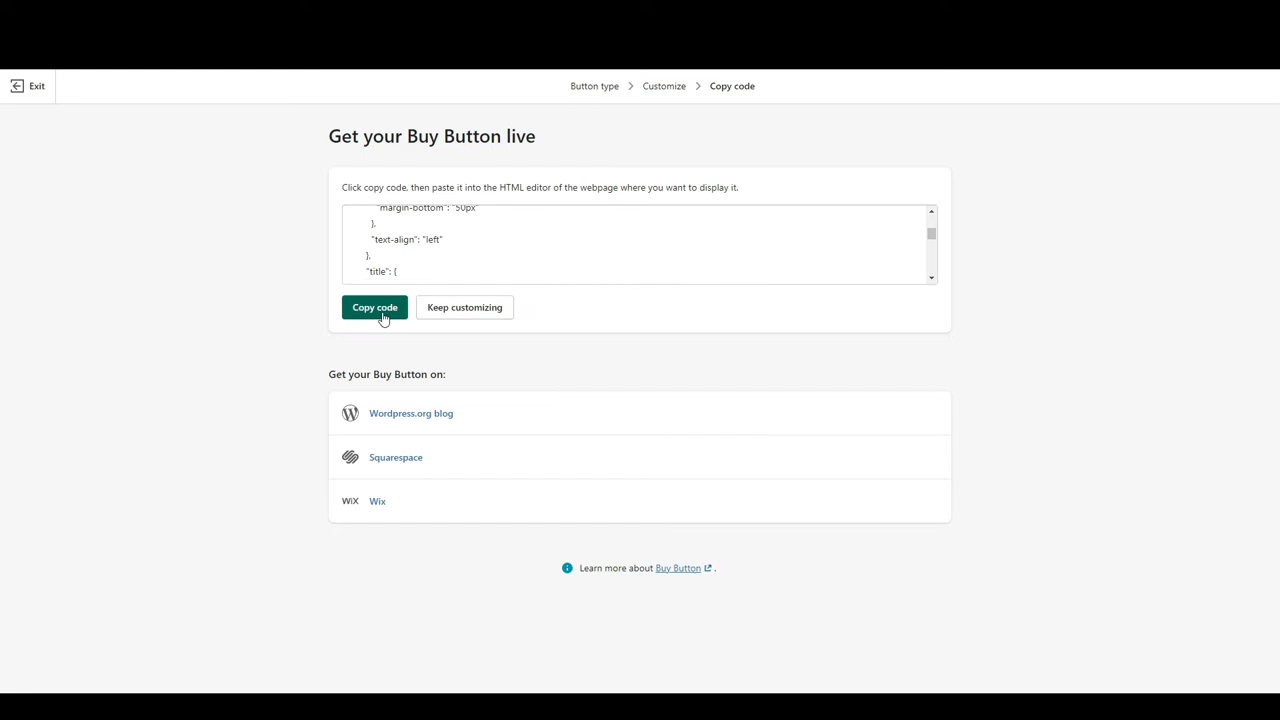 Exit
Button type > Customize > Copy code
Get your Buy Button live
Click copy code, then paste it into the HTML editor of the webpage where you want to display it.
"margin-bottom": "50px"
},
"text-align": "left"
},
"title": {
Copy code Keep customizing
Get your Buy Button on:
Wordpress.org blog
Squarespace
WiX Wix
Learn more about Buy Button .